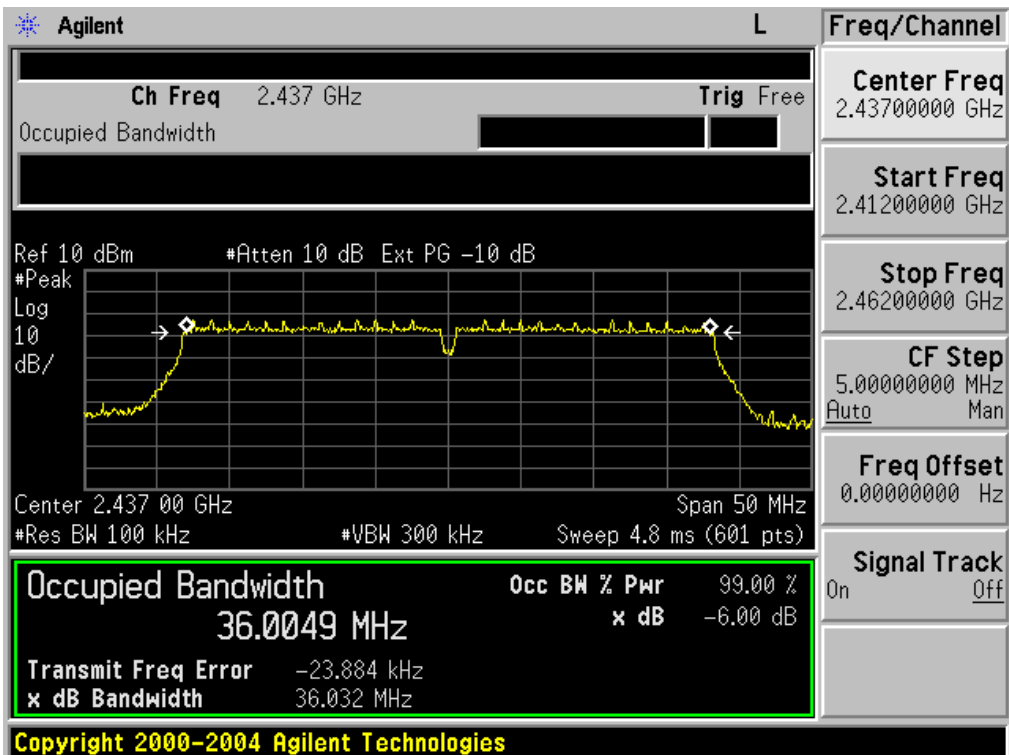 Agilent L
Ch Freq 2.437 GHz Trig Free
Occupied Bandwidth
Ref 10 dBm #Atten 10 dB Ext PG -10 dB
#Peak
Log
10
dB/
Center 2.437 00 GHz Span 50 MHz
#Res BW 100 kHz #VBW 300 kHz Sweep 4.8 ms (601 pts)
Occupied Bandwidth Occ BW % Pwr 99.00 %
36.0049 MHz x dB -6.00 dB
Transmit Freq Error -23.884 kHz
x dB Bandwidth 36.032 MHz
Copyright 2000-2004 Agilent Technologies
Freq/Channel
Center Freq
2.43700000 GHz
Start Freq
2.41200000 GHz
Stop Freq
2.46200000 GHz
CF Step
5.00000000 MHz
Auto Man
Freq Offset
0.00000000 Hz
Signal Track
On Off